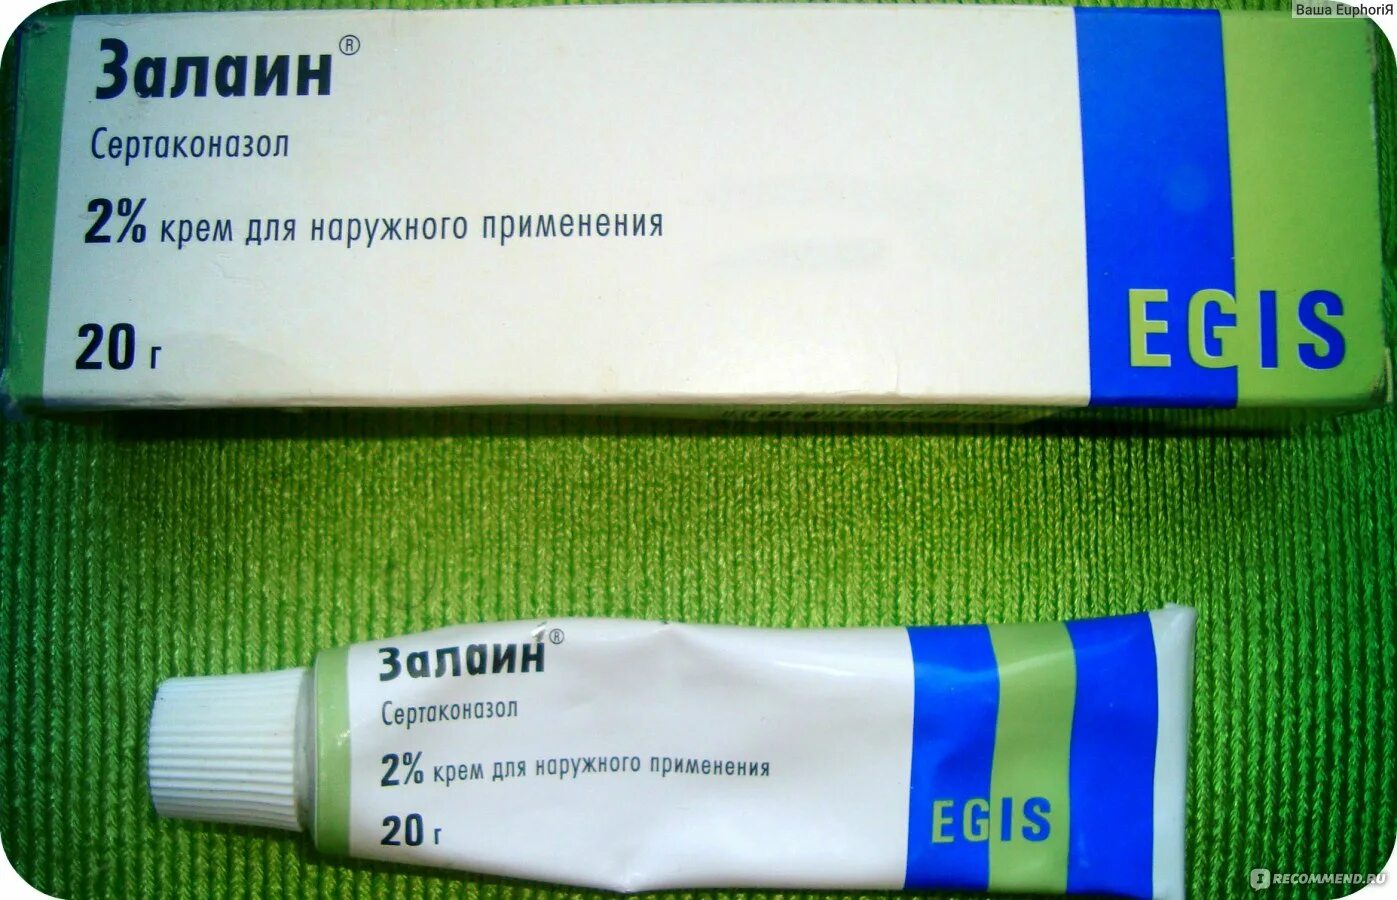 Ваша EuphoriЯ
Залаин®
Сертаконазол
2% крем для наружного применения
20 г
EGIS
Залаин®
Сертаконазол
2% крем для наружного применения
20 г
EGIS
IRECOMMEND.RU